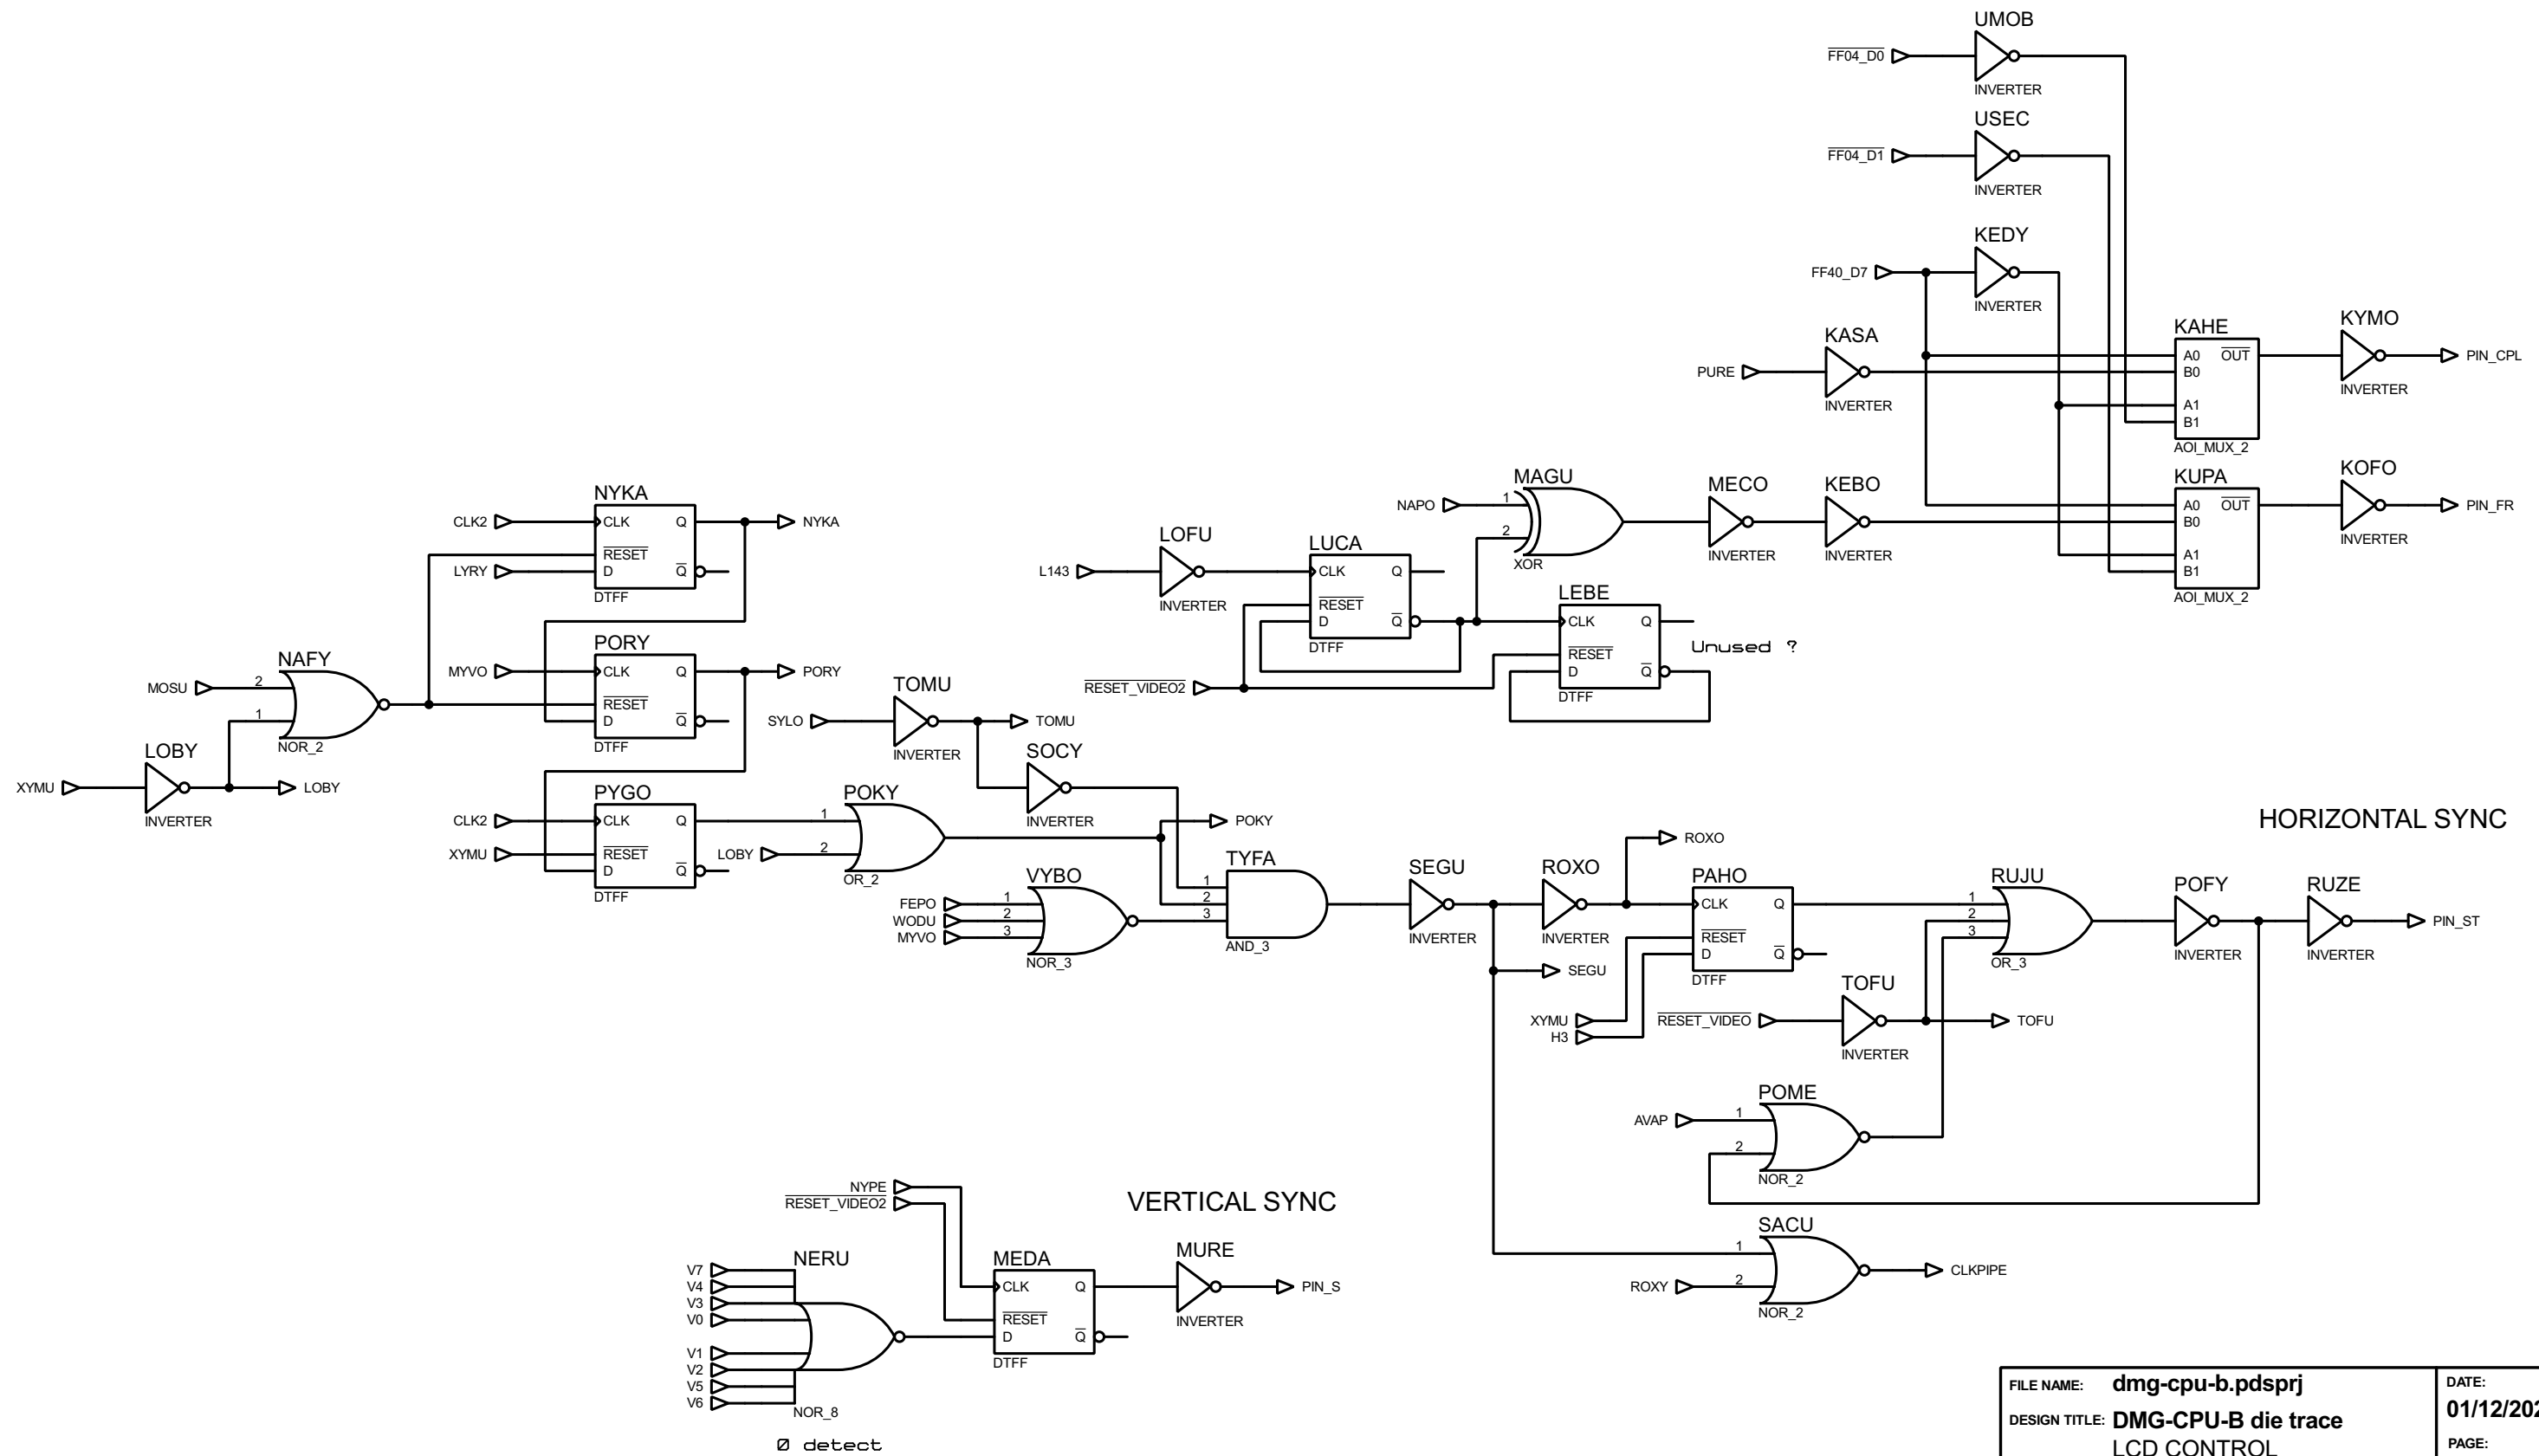 UMOB
FF04_D0
INVERTER
USEC
FF04_D1
INVERTER
KEDY
FF40_D7
INVERTER
KASA
PURE
INVERTER
KAHE
A0 OUT
B0
A1
B1
AOI_MUX_2
KYMO
PIN_CPL
INVERTER
KUPA
A0 OUT
B0
A1
B1
AOI_MUX_2
KOFO
PIN_FR
INVERTER
NYKA
CLK2
CLK Q
NYKA
RESET
LYRY
D Q
DTFF
PORY
MYVO
CLK Q
PORY
RESET
D Q
DTFF
NAFY
MOSU
2
1
NOR_2
LOBY
XYMU
LOBY
INVERTER
PYGO
CLK2
CLK Q
XYMU
RESET
D Q
DTFF
POKY
1
LOBY
2
OR_2
POKY
TOMU
SYLO
TOMU
INVERTER
SOCY
INVERTER
VYBO
FEPO 1
WODU 2
MYVO 3
NOR_3
TYFA
1
2
3
AND_3
SEGU
INVERTER
SEGU
ROXO
INVERTER
ROXO
L143
LOFU
INVERTER
LUCA
CLK Q
RESET
D Q
DTFF
RESET_VIDEO2
MAGU
NAPO
1
2
XOR
MECO
INVERTER
KEBO
INVERTER
LEBE
CLK Q
RESET
D Q
DTFF
Unused ?
HORIZONTAL SYNC
PAHO
CLK Q
RESET
D Q
DTFF
XYMU
H3
RUJU
1
2
3
OR_3
POFY
INVERTER
RUZE
INVERTER
PIN_ST
RESET_VIDEO
TOFU
INVERTER
TOFU
POME
AVAP
1
2
NOR_2
SACU
1
ROXY
2
NOR_2
CLKPIPE
VERTICAL SYNC
NYPE
RESET_VIDEO2
NERU
V7
V4
V3
V0
V1
V2
V5
V6
NOR_8
0 detect
MEDA
CLK Q
RESET
D Q
DTFF
MURE
INVERTER
PIN_S
FILE NAME: dmg-cpu-b.pdsprj
DESIGN TITLE: DMG-CPU-B die trace
LCD CONTROL
DATE:
01/12/202
PAGE: